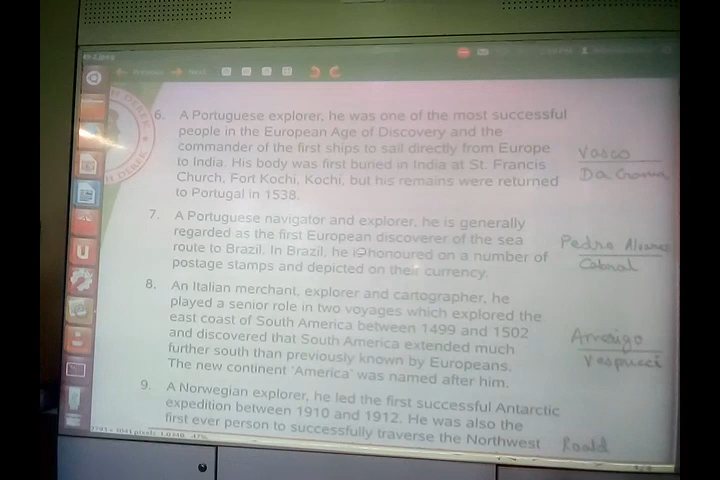 Previous
Next
6. A Portuguese explorer, he was one of the most successful
people in the European Age of Discovery and the
commander of the first ships to sail directly from Europe
to India. His body was first buried in India at St. Francis
Church, Fort Kochi, Kochi, but his remains were returned
to Portugal in 1538.
Vasco
Da Gama
7. A Portuguese navigator and explorer, he is generally
regarded as the first European discoverer of the sea
route to Brazil. In Brazil, he is honoured on a number of
postage stamps and depicted on their currency.
Pedro Alvares
Cabral
8. An Italian merchant, explorer and cartographer, he
played a senior role in two voyages which explored the
east coast of South America between 1499 and 1502
and discovered that South America extended much
further south than previously known by Europeans.
The new continent 'America' was named after him.
Amerigo
Vespucci
9. A Norwegian explorer, he led the first successful Antarctic
expedition between 1910 and 1912. He was also the
first ever person to successfully traverse the Northwest
Roald